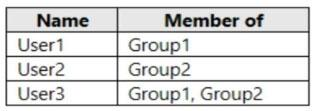 Name Member of
User1 Group1
User2 Group2
User3 Group1, Group2